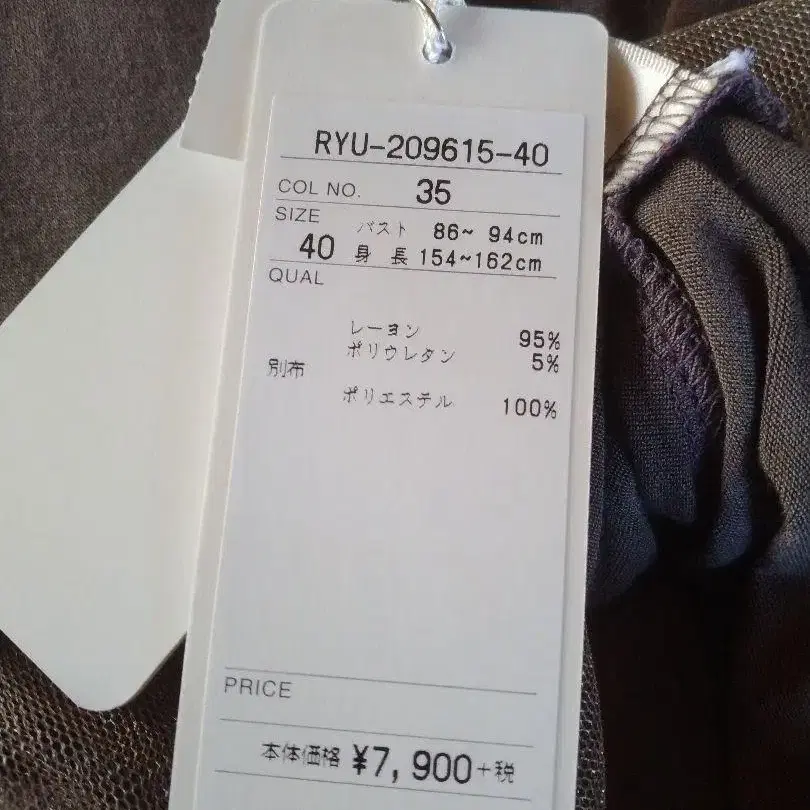 RYU-209615-40
COL NO. 35
SIZE
40 バスト 86~ 94cm
身 長 154~162cm
QUAL
レーヨン 95%
ポリウレタン 5%
別布
ポリエステル 100%
PRICE
本体価格 ¥7,900+税